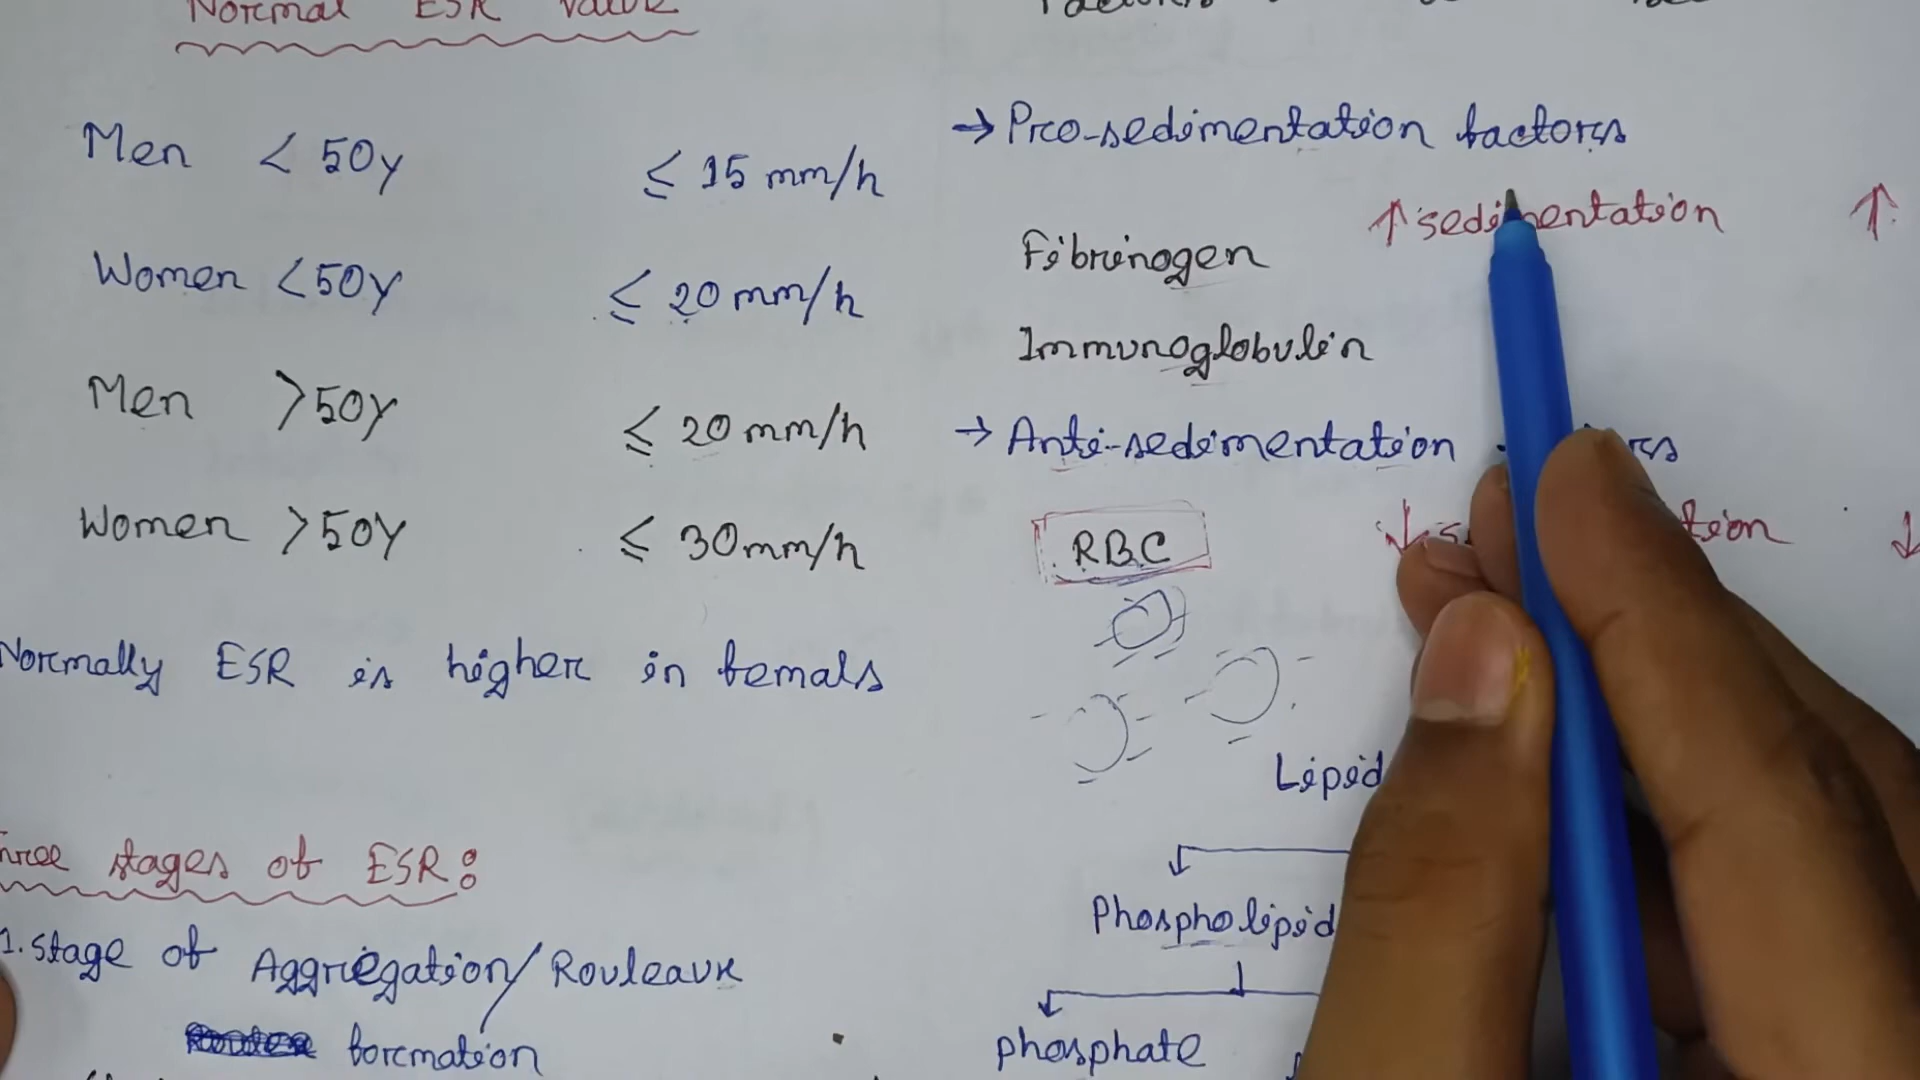 Normal ESR value
Men < 50y ≤ 15 mm/h
Women <50y ≤ 20 mm/h
Men >50y ≤ 20 mm/h
Women >50y ≤ 30mm/h
Normally ESR is higher in femals
Three stages of ESR:
1. Stage of Aggregation/Rouleaux
formation
Factors
→ Pro-sedimentation factors
↑ sedimentation ↑
Fibrinogen
Immunoglobulin
→ Anti-sedimentation
RBC ↓ ↓
Lipid
Phospholipid
phosphate